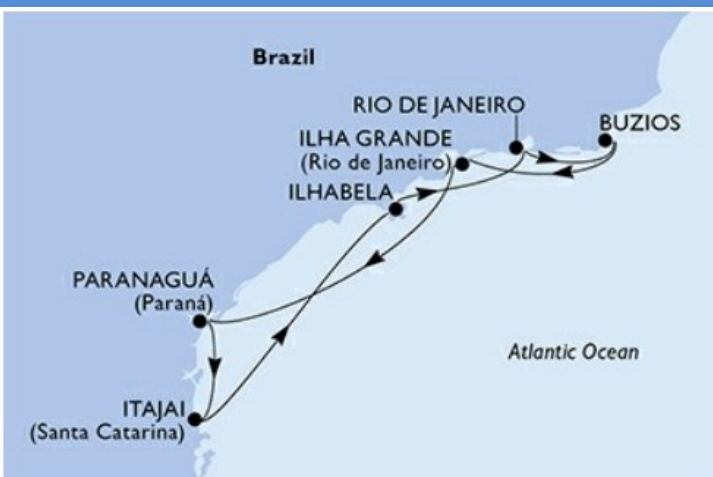 Brazil
RIO DE JANEIRO
BUZIOS
ILHA GRANDE
(Rio de Janeiro)
ILHABELA
PARANAGUÁ
(Paraná)
Atlantic Ocean
ITAJAI
(Santa Catarina)